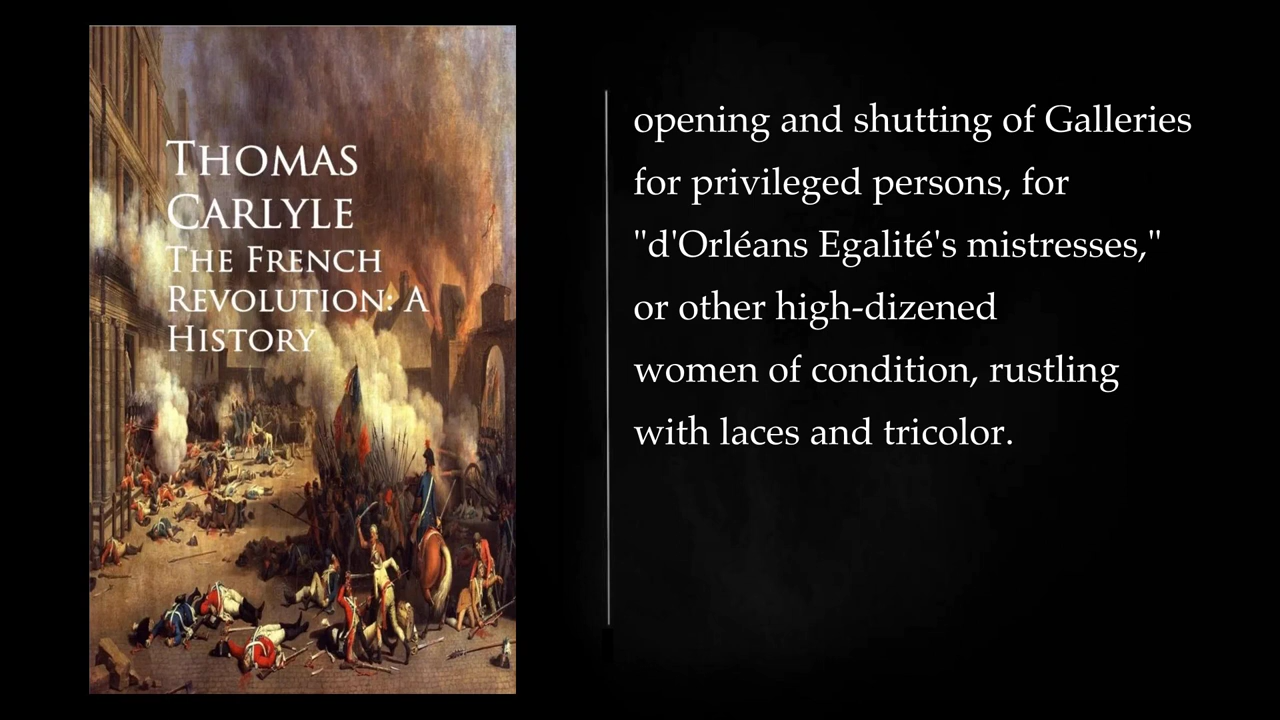 THOMAS
CARLYLE
THE FRENCH
REVOLUTION: A
HISTORY
opening and shutting of Galleries
for privileged persons, for
"d'Orléans Egalité's mistresses,"
or other high-dizened
women of condition, rustling
with laces and tricolor.